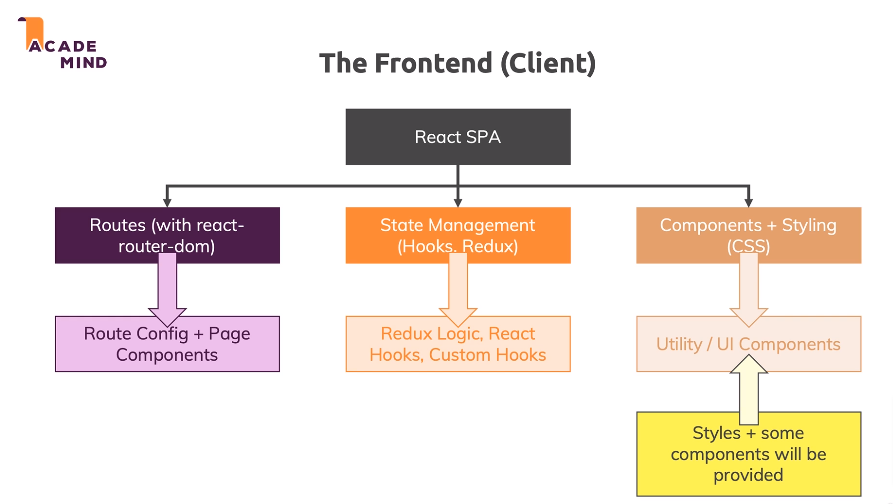 ACADE
MIND
The Frontend (Client)
React SPA
Routes (with react-
router-dom)
State Management
(Hooks, Redux)
Components + Styling
(CSS)
Route Config + Page
Components
Redux Logic, React
Hooks, Custom Hooks
Utility / UI Components
Styles + some
components will be
provided